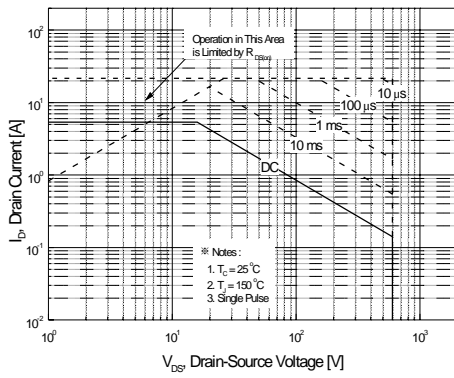 10²
Operation in This Area
is Limited by R DS(on)
10 μs
10¹
100 μs
1 ms
10 ms
10⁰
DC
10⁻¹
※ Notes :
1. T_C = 25 °C
2. T_J = 150 °C
3. Single Pulse
10⁻²
10⁰
10¹
10²
10³
I_D, Drain Current [A]
V_DS, Drain-Source Voltage [V]